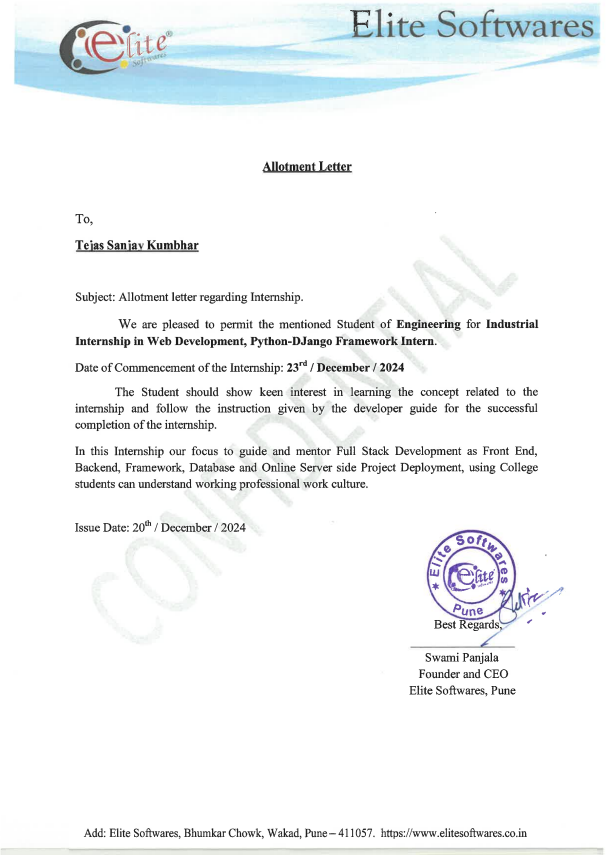 Elite Softwares
elite®
Softwares
Allotment Letter
To,
Tejas Sanjay Kumbhar
Subject: Allotment letter regarding Internship.
We are pleased to permit the mentioned Student of Engineering for Industrial
Internship in Web Development, Python-DJango Framework Intern.
Date of Commencement of the Internship: 23rd / December / 2024
The Student should show keen interest in learning the concept related to the
internship and follow the instruction given by the developer guide for the successful
completion of the internship.
In this Internship our focus to guide and mentor Full Stack Development as Front End,
Backend, Framework, Database and Online Server side Project Deployment, using College
students can understand working professional work culture.
Issue Date: 20th / December / 2024
CONFIDENTIAL
* Elite Softwares *
elite
Pune
Best Regards,
Swami Panjala
Founder and CEO
Elite Softwares, Pune
Add: Elite Softwares, Bhumkar Chowk, Wakad, Pune – 411057. https://www.elitesoftwares.co.in